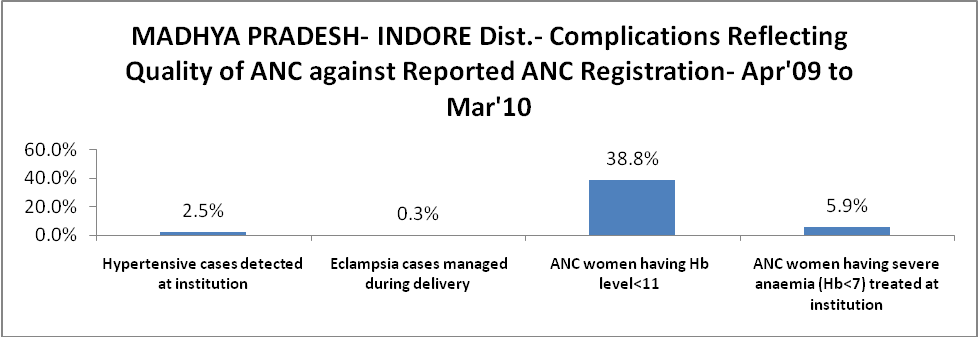 MADHYA PRADESH- INDORE Dist.- Complications Reflecting
Quality of ANC against Reported ANC Registration- Apr'09 to
Mar'10
60.0%
40.0%
20.0%
0.0%
2.5%
0.3%
38.8%
5.9%
Hypertensive cases detected
at institution
Eclampsia cases managed
during delivery
ANC women having Hb
level<11
ANC women having severe
anaemia (Hb<7) treated at
institution